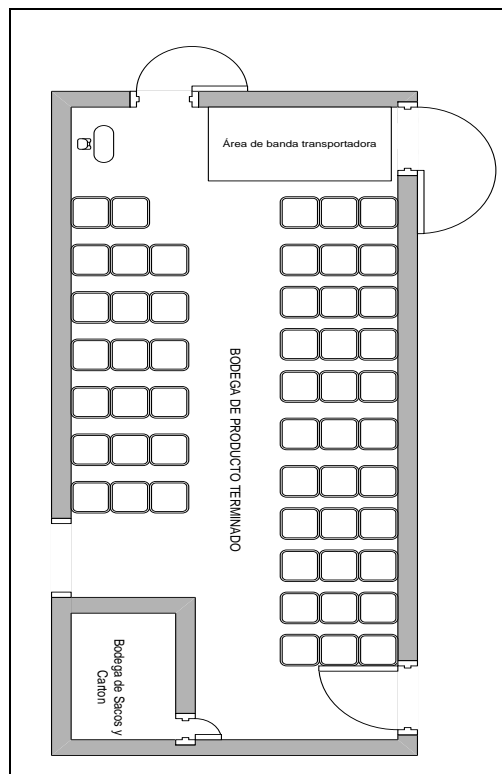 Área de banda transportadora
BODEGA DE PRODUCTO TERMINADO
Bodega de Sacos y
Carton